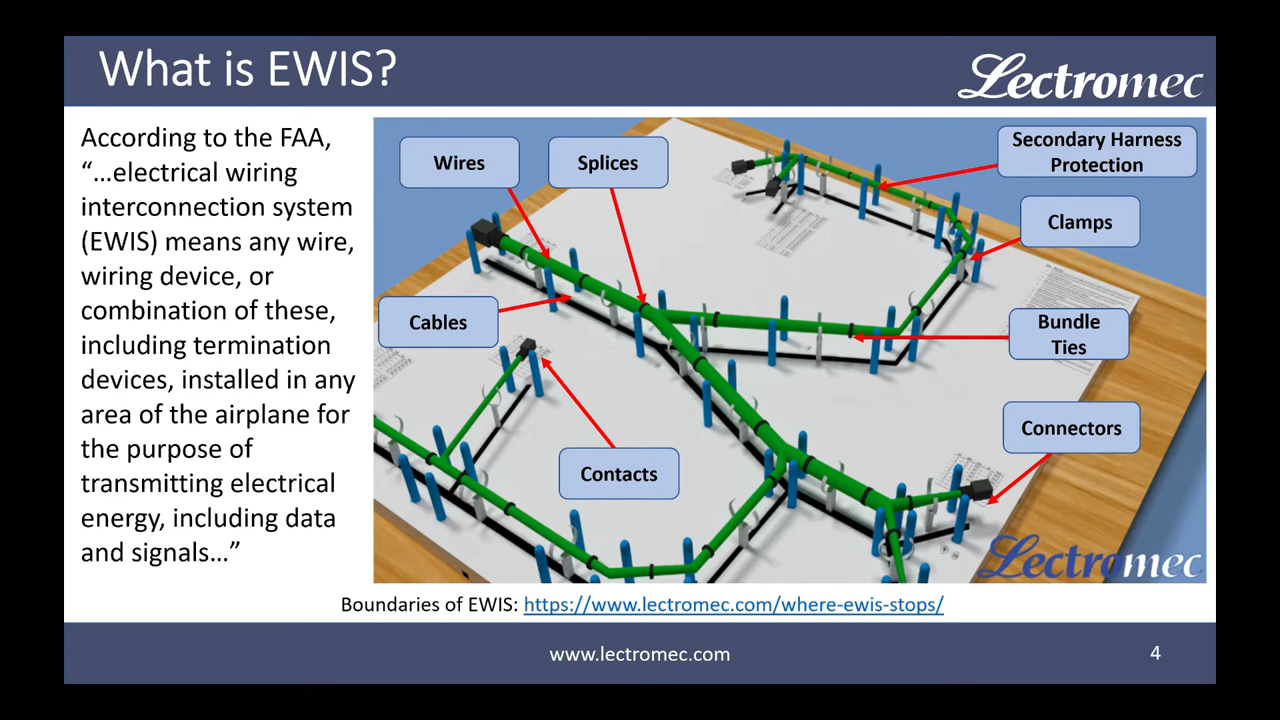 What is EWIS?
Lectromec
According to the FAA,
“…electrical wiring
interconnection system
(EWIS) means any wire,
wiring device, or
combination of these,
including termination
devices, installed in any
area of the airplane for
the purpose of
transmitting electrical
energy, including data
and signals…”
Wires
Splices
Secondary Harness
Protection
Clamps
Cables
Bundle
Ties
Connectors
Contacts
Lectromec
Boundaries of EWIS: https://www.lectromec.com/where-ewis-stops/
www.lectromec.com
4